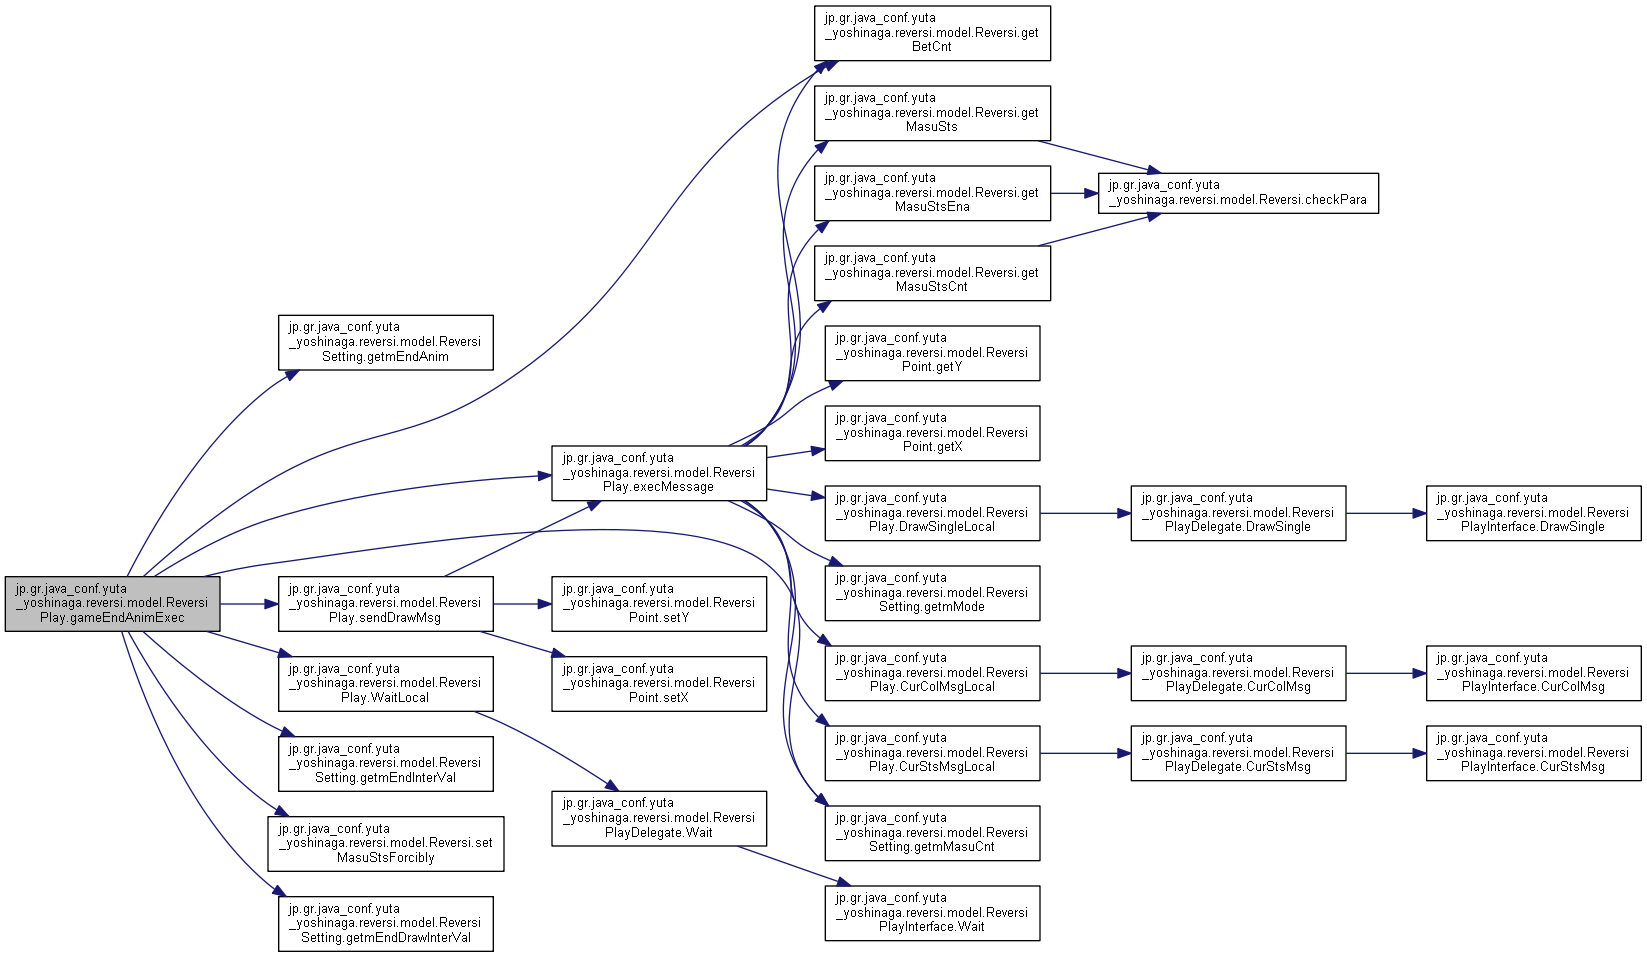 jp.gr.java_conf.yuta
_yoshinaga.reversi.model.Reversi
Play.gameEndAnimExec
jp.gr.java_conf.yuta
_yoshinaga.reversi.model.Reversi
Setting.getmEndAnim
jp.gr.java_conf.yuta
_yoshinaga.reversi.model.Reversi
Play.sendDrawMsg
jp.gr.java_conf.yuta
_yoshinaga.reversi.model.Reversi
Play.WaitLocal
jp.gr.java_conf.yuta
_yoshinaga.reversi.model.Reversi
Setting.getmEndInterVal
jp.gr.java_conf.yuta
_yoshinaga.reversi.model.Reversi.set
MasuStsForcibly
jp.gr.java_conf.yuta
_yoshinaga.reversi.model.Reversi
Setting.getmEndDrawInterVal
jp.gr.java_conf.yuta
_yoshinaga.reversi.model.Reversi
Play.execMessage
jp.gr.java_conf.yuta
_yoshinaga.reversi.model.Reversi
Point.setY
jp.gr.java_conf.yuta
_yoshinaga.reversi.model.Reversi
Point.setX
jp.gr.java_conf.yuta
_yoshinaga.reversi.model.Reversi
PlayDelegate.Wait
jp.gr.java_conf.yuta
_yoshinaga.reversi.model.Reversi.get
BetCnt
jp.gr.java_conf.yuta
_yoshinaga.reversi.model.Reversi.get
MasuSts
jp.gr.java_conf.yuta
_yoshinaga.reversi.model.Reversi.get
MasuStsEna
jp.gr.java_conf.yuta
_yoshinaga.reversi.model.Reversi.get
MasuStsCnt
jp.gr.java_conf.yuta
_yoshinaga.reversi.model.Reversi
Point.getY
jp.gr.java_conf.yuta
_yoshinaga.reversi.model.Reversi
Point.getX
jp.gr.java_conf.yuta
_yoshinaga.reversi.model.Reversi
Play.DrawSingleLocal
jp.gr.java_conf.yuta
_yoshinaga.reversi.model.Reversi
Setting.getmMode
jp.gr.java_conf.yuta
_yoshinaga.reversi.model.Reversi
Play.CurColMsgLocal
jp.gr.java_conf.yuta
_yoshinaga.reversi.model.Reversi
Play.CurStsMsgLocal
jp.gr.java_conf.yuta
_yoshinaga.reversi.model.Reversi
Setting.getmMasuCnt
jp.gr.java_conf.yuta
_yoshinaga.reversi.model.Reversi
PlayInterface.Wait
jp.gr.java_conf.yuta
_yoshinaga.reversi.model.Reversi.checkPara
jp.gr.java_conf.yuta
_yoshinaga.reversi.model.Reversi
PlayDelegate.DrawSingle
jp.gr.java_conf.yuta
_yoshinaga.reversi.model.Reversi
PlayDelegate.CurColMsg
jp.gr.java_conf.yuta
_yoshinaga.reversi.model.Reversi
PlayDelegate.CurStsMsg
jp.gr.java_conf.yuta
_yoshinaga.reversi.model.Reversi
PlayInterface.DrawSingle
jp.gr.java_conf.yuta
_yoshinaga.reversi.model.Reversi
PlayInterface.CurColMsg
jp.gr.java_conf.yuta
_yoshinaga.reversi.model.Reversi
PlayInterface.CurStsMsg